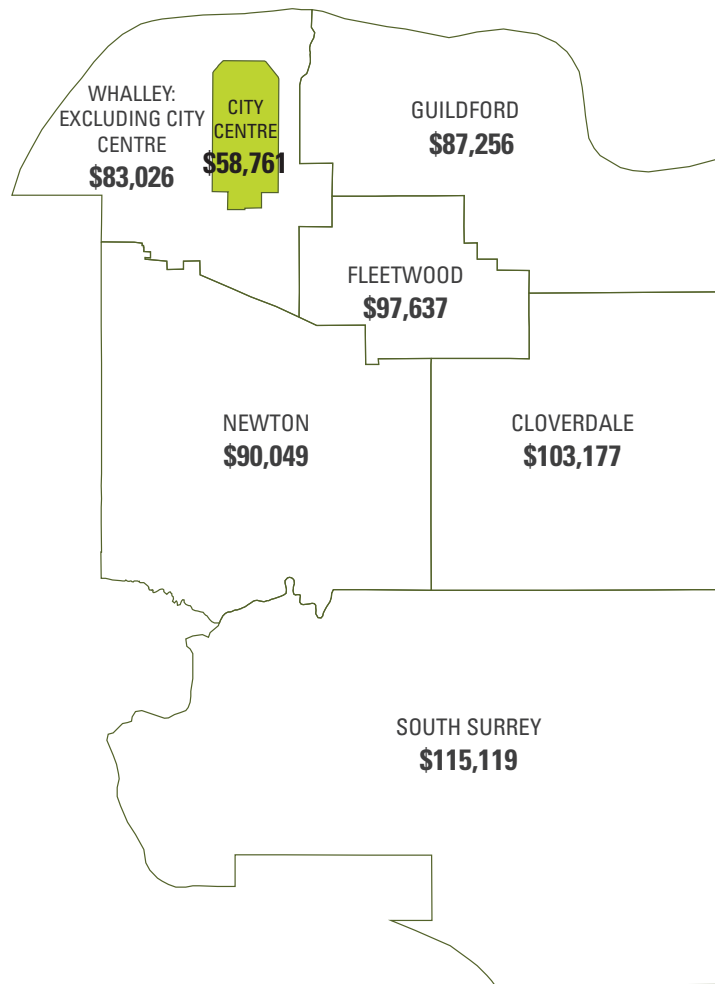 WHALLEY:
EXCLUDING CITY
CENTRE
$83,026
CITY
CENTRE
$58,761
GUILDFORD
$87,256
FLEETWOOD
$97,637
NEWTON
$90,049
CLOVERDALE
$103,177
SOUTH SURREY
$115,119